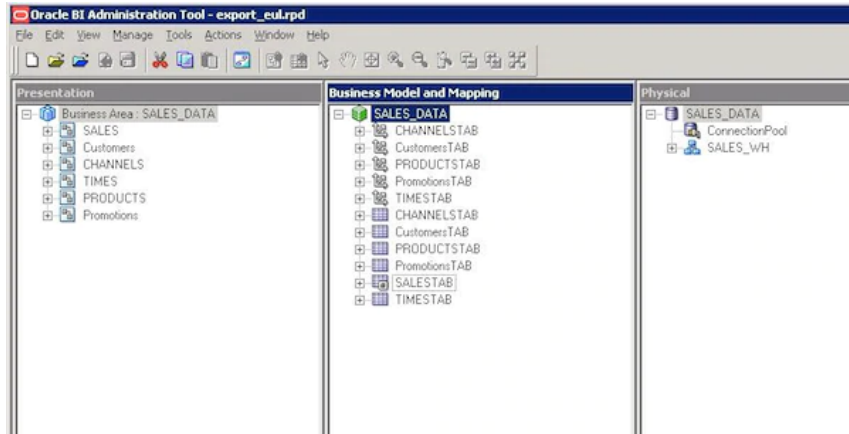 Oracle BI Administration Tool - export_eul.rpd
File Edit View Manage Tools Actions Window Help
Presentation
Business Area : SALES_DATA
SALES
Customers
CHANNELS
TIMES
PRODUCTS
Promotions
Business Model and Mapping
SALES_DATA
CHANNELSTAB
CustomersTAB
PRODUCTSTAB
PromotionsTAB
TIMESTAB
CHANNELSTAB
CustomersTAB
PRODUCTSTAB
PromotionsTAB
SALESTAB
TIMESTAB
Physical
SALES_DATA
ConnectionPool
SALES_WH